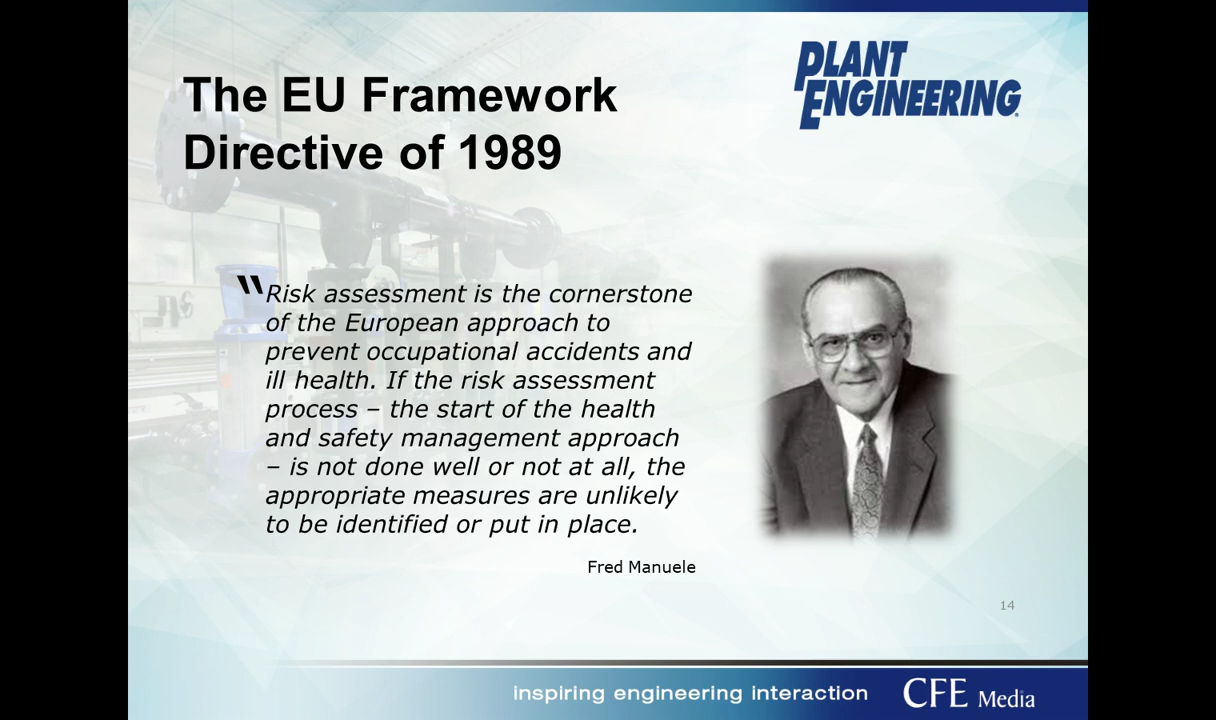 PLANT
ENGINEERING
The EU Framework
Directive of 1989
“Risk assessment is the cornerstone
of the European approach to
prevent occupational accidents and
ill health. If the risk assessment
process – the start of the health
and safety management approach
– is not done well or not at all, the
appropriate measures are unlikely
to be identified or put in place.
Fred Manuele
14
inspiring engineering interaction
CFE Media